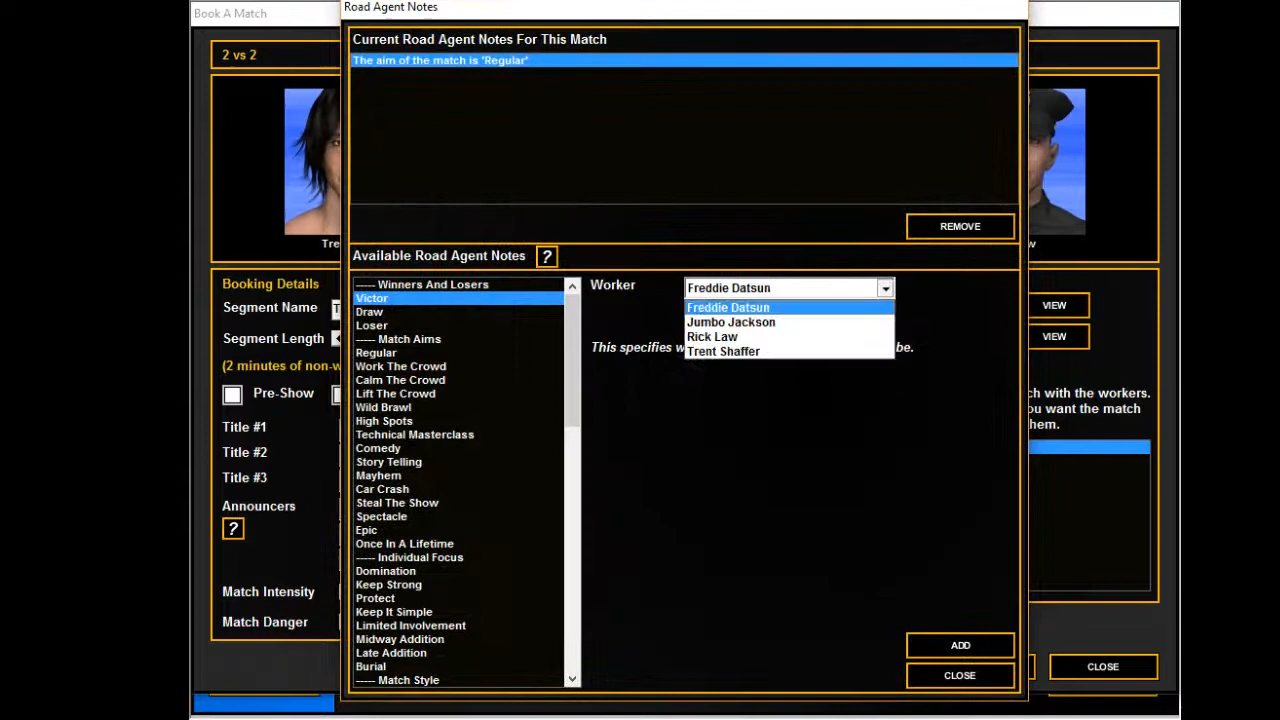 Book A Match
Road Agent Notes
Current Road Agent Notes For This Match
2 vs 2
The aim of the match is 'Regular'
REMOVE
Available Road Agent Notes ?
----- Winners And Losers
Victor
Draw
Loser
----- Match Aims
Regular
Work The Crowd
Calm The Crowd
Lift The Crowd
Wild Brawl
High Spots
Technical Masterclass
Comedy
Story Telling
Mayhem
Car Crash
Steal The Show
Spectacle
Epic
Once In A Lifetime
----- Individual Focus
Domination
Keep Strong
Protect
Keep It Simple
Limited Involvement
Midway Addition
Late Addition
Burial
----- Match Style
Worker
Freddie Datsun
Freddie Datsun
Jumbo Jackson
Rick Law
Trent Shaffer
This specifies w be.
ADD
CLOSE
Tre
w
Booking Details
Segment Name T
Segment Length
(2 minutes of non-w
Pre-Show
Title #1
Title #2
Title #3
Announcers
?
Match Intensity
Match Danger
VIEW
VIEW
ch with the workers.
ou want the match
hem.
CLOSE